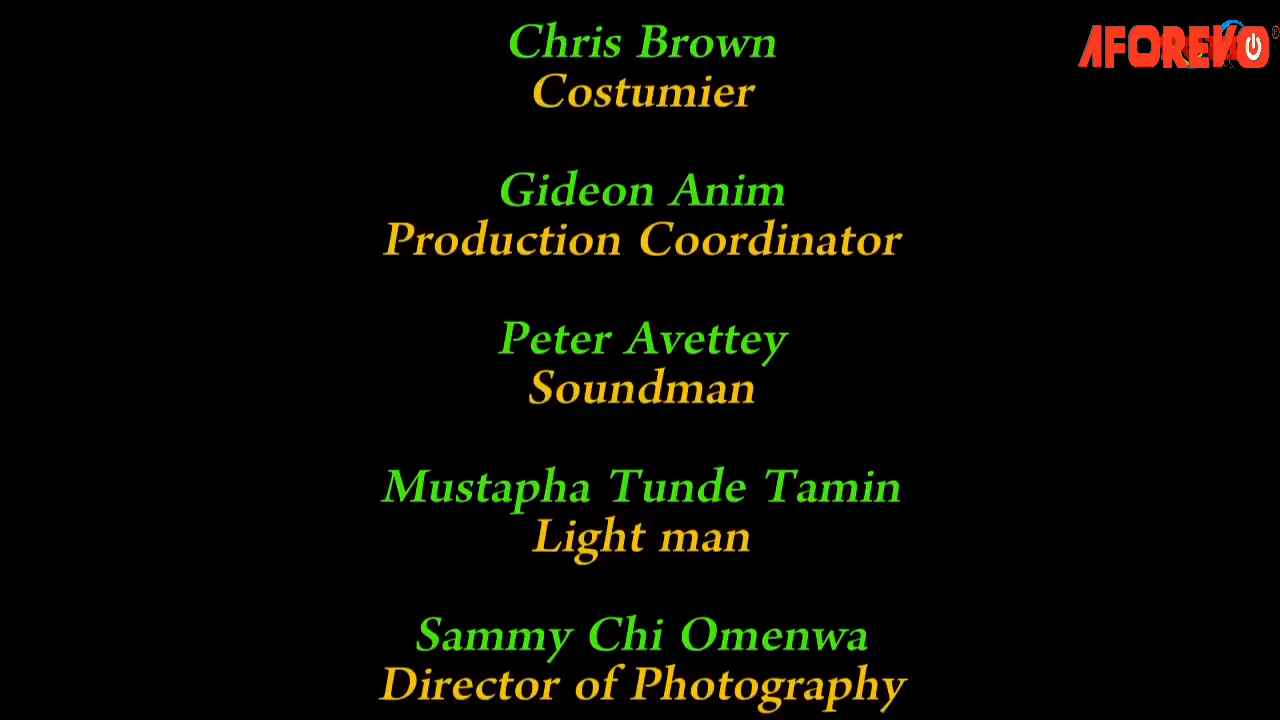 AFOREVO
Chris Brown
Costumier
Gideon Anim
Production Coordinator
Peter Avettey
Soundman
Mustapha Tunde Tamin
Light man
Sammy Chi Omenwa
Director of Photography